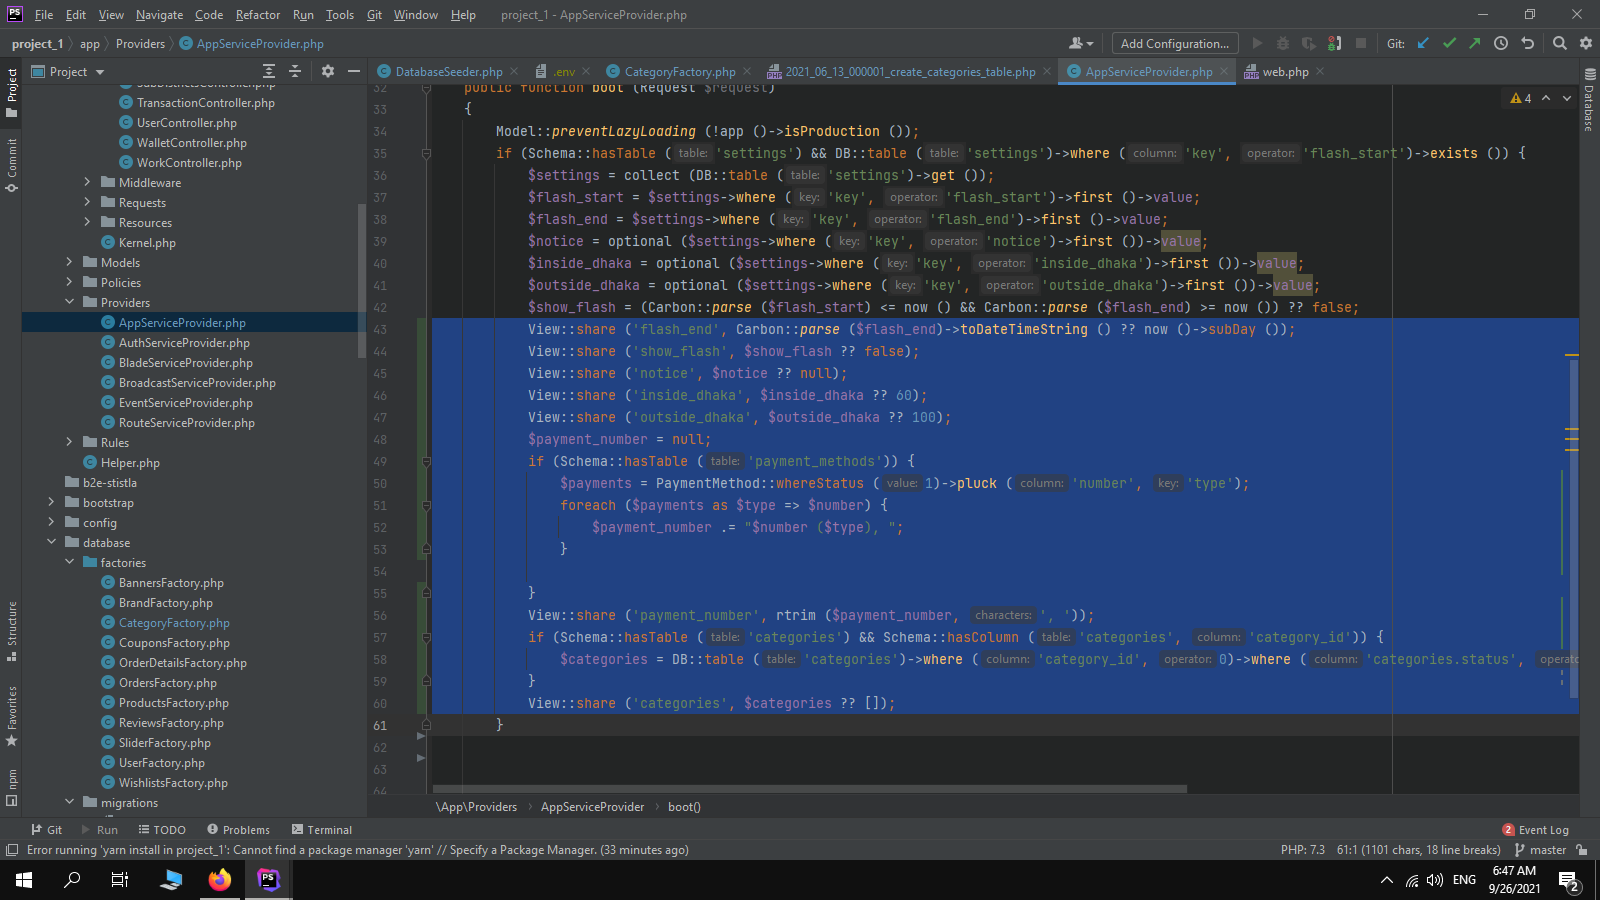 File Edit View Navigate Code Refactor Run Tools Git Window Help project_1 - AppServiceProvider.php
project_1 app Providers AppServiceProvider.php Add Configuration... Git:
Project DatabaseSeeder.php .env CategoryFactory.php 2021_06_13_000001_create_categories_table.php AppServiceProvider.php web.php
TransactionController.php
UserController.php
WalletController.php
WorkController.php
Middleware
Requests
Resources
Kernel.php
Models
Policies
Providers
AppServiceProvider.php
AuthServiceProvider.php
BladeServiceProvider.php
BroadcastServiceProvider.php
EventServiceProvider.php
RouteServiceProvider.php
Rules
Helper.php
b2e-stistla
bootstrap
config
database
factories
BannersFactory.php
BrandFactory.php
CategoryFactory.php
CouponsFactory.php
OrderDetailsFactory.php
OrdersFactory.php
ProductsFactory.php
ReviewsFactory.php
SliderFactory.php
UserFactory.php
WishlistsFactory.php
migrations
32 public function boot (Request $request)
33 {
34 Model::preventLazyLoading (!app ()->isProduction ());
35 if (Schema::hasTable ( table: 'settings') && DB::table ( table: 'settings')->where ( column: 'key', operator: 'flash_start')->exists ()) {
36 $settings = collect (DB::table ( table: 'settings')->get ());
37 $flash_start = $settings->where ( key: 'key', operator: 'flash_start')->first ()->value;
38 $flash_end = $settings->where ( key: 'key', operator: 'flash_end')->first ()->value;
39 $notice = optional ($settings->where ( key: 'key', operator: 'notice')->first ())->value;
40 $inside_dhaka = optional ($settings->where ( key: 'key', operator: 'inside_dhaka')->first ())->value;
41 $outside_dhaka = optional ($settings->where ( key: 'key', operator: 'outside_dhaka')->first ())->value;
42 $show_flash = (Carbon::parse ($flash_start) <= now () && Carbon::parse ($flash_end) >= now ()) ?? false;
43 View::share ('flash_end', Carbon::parse ($flash_end)->toDateTimeString () ?? now ()->subDay ());
44 View::share ('show_flash', $show_flash ?? false);
45 View::share ('notice', $notice ?? null);
46 View::share ('inside_dhaka', $inside_dhaka ?? 60);
47 View::share ('outside_dhaka', $outside_dhaka ?? 100);
48 $payment_number = null;
49 if (Schema::hasTable ( table: 'payment_methods')) {
50 $payments = PaymentMethod::whereStatus ( value: 1)->pluck ( column: 'number', key: 'type');
51 foreach ($payments as $type => $number) {
52 $payment_number .= "$number ($type), ";
53 }
54
55 }
56 View::share ('payment_number', rtrim ($payment_number, characters: ', '));
57 if (Schema::hasTable ( table: 'categories') && Schema::hasColumn ( table: 'categories', column: 'category_id')) {
58 $categories = DB::table ( table: 'categories')->where ( column: 'category_id', operator: 0)->where ( column: 'categories.status',
59 }
60 View::share ('categories', $categories ?? []);
61 }
62
63
64
4
Project
Commit
Structure
Favorites
npm
Database
\App\Providers AppServiceProvider boot()
Git Run TODO Problems Terminal 2 Event Log
Error running 'yarn install in project_1': Cannot find a package manager 'yarn' // Specify a Package Manager. (33 minutes ago) PHP: 7.3 61:1 (1101 chars, 18 line breaks) master
ENG 6:47 AM
9/26/2021 2